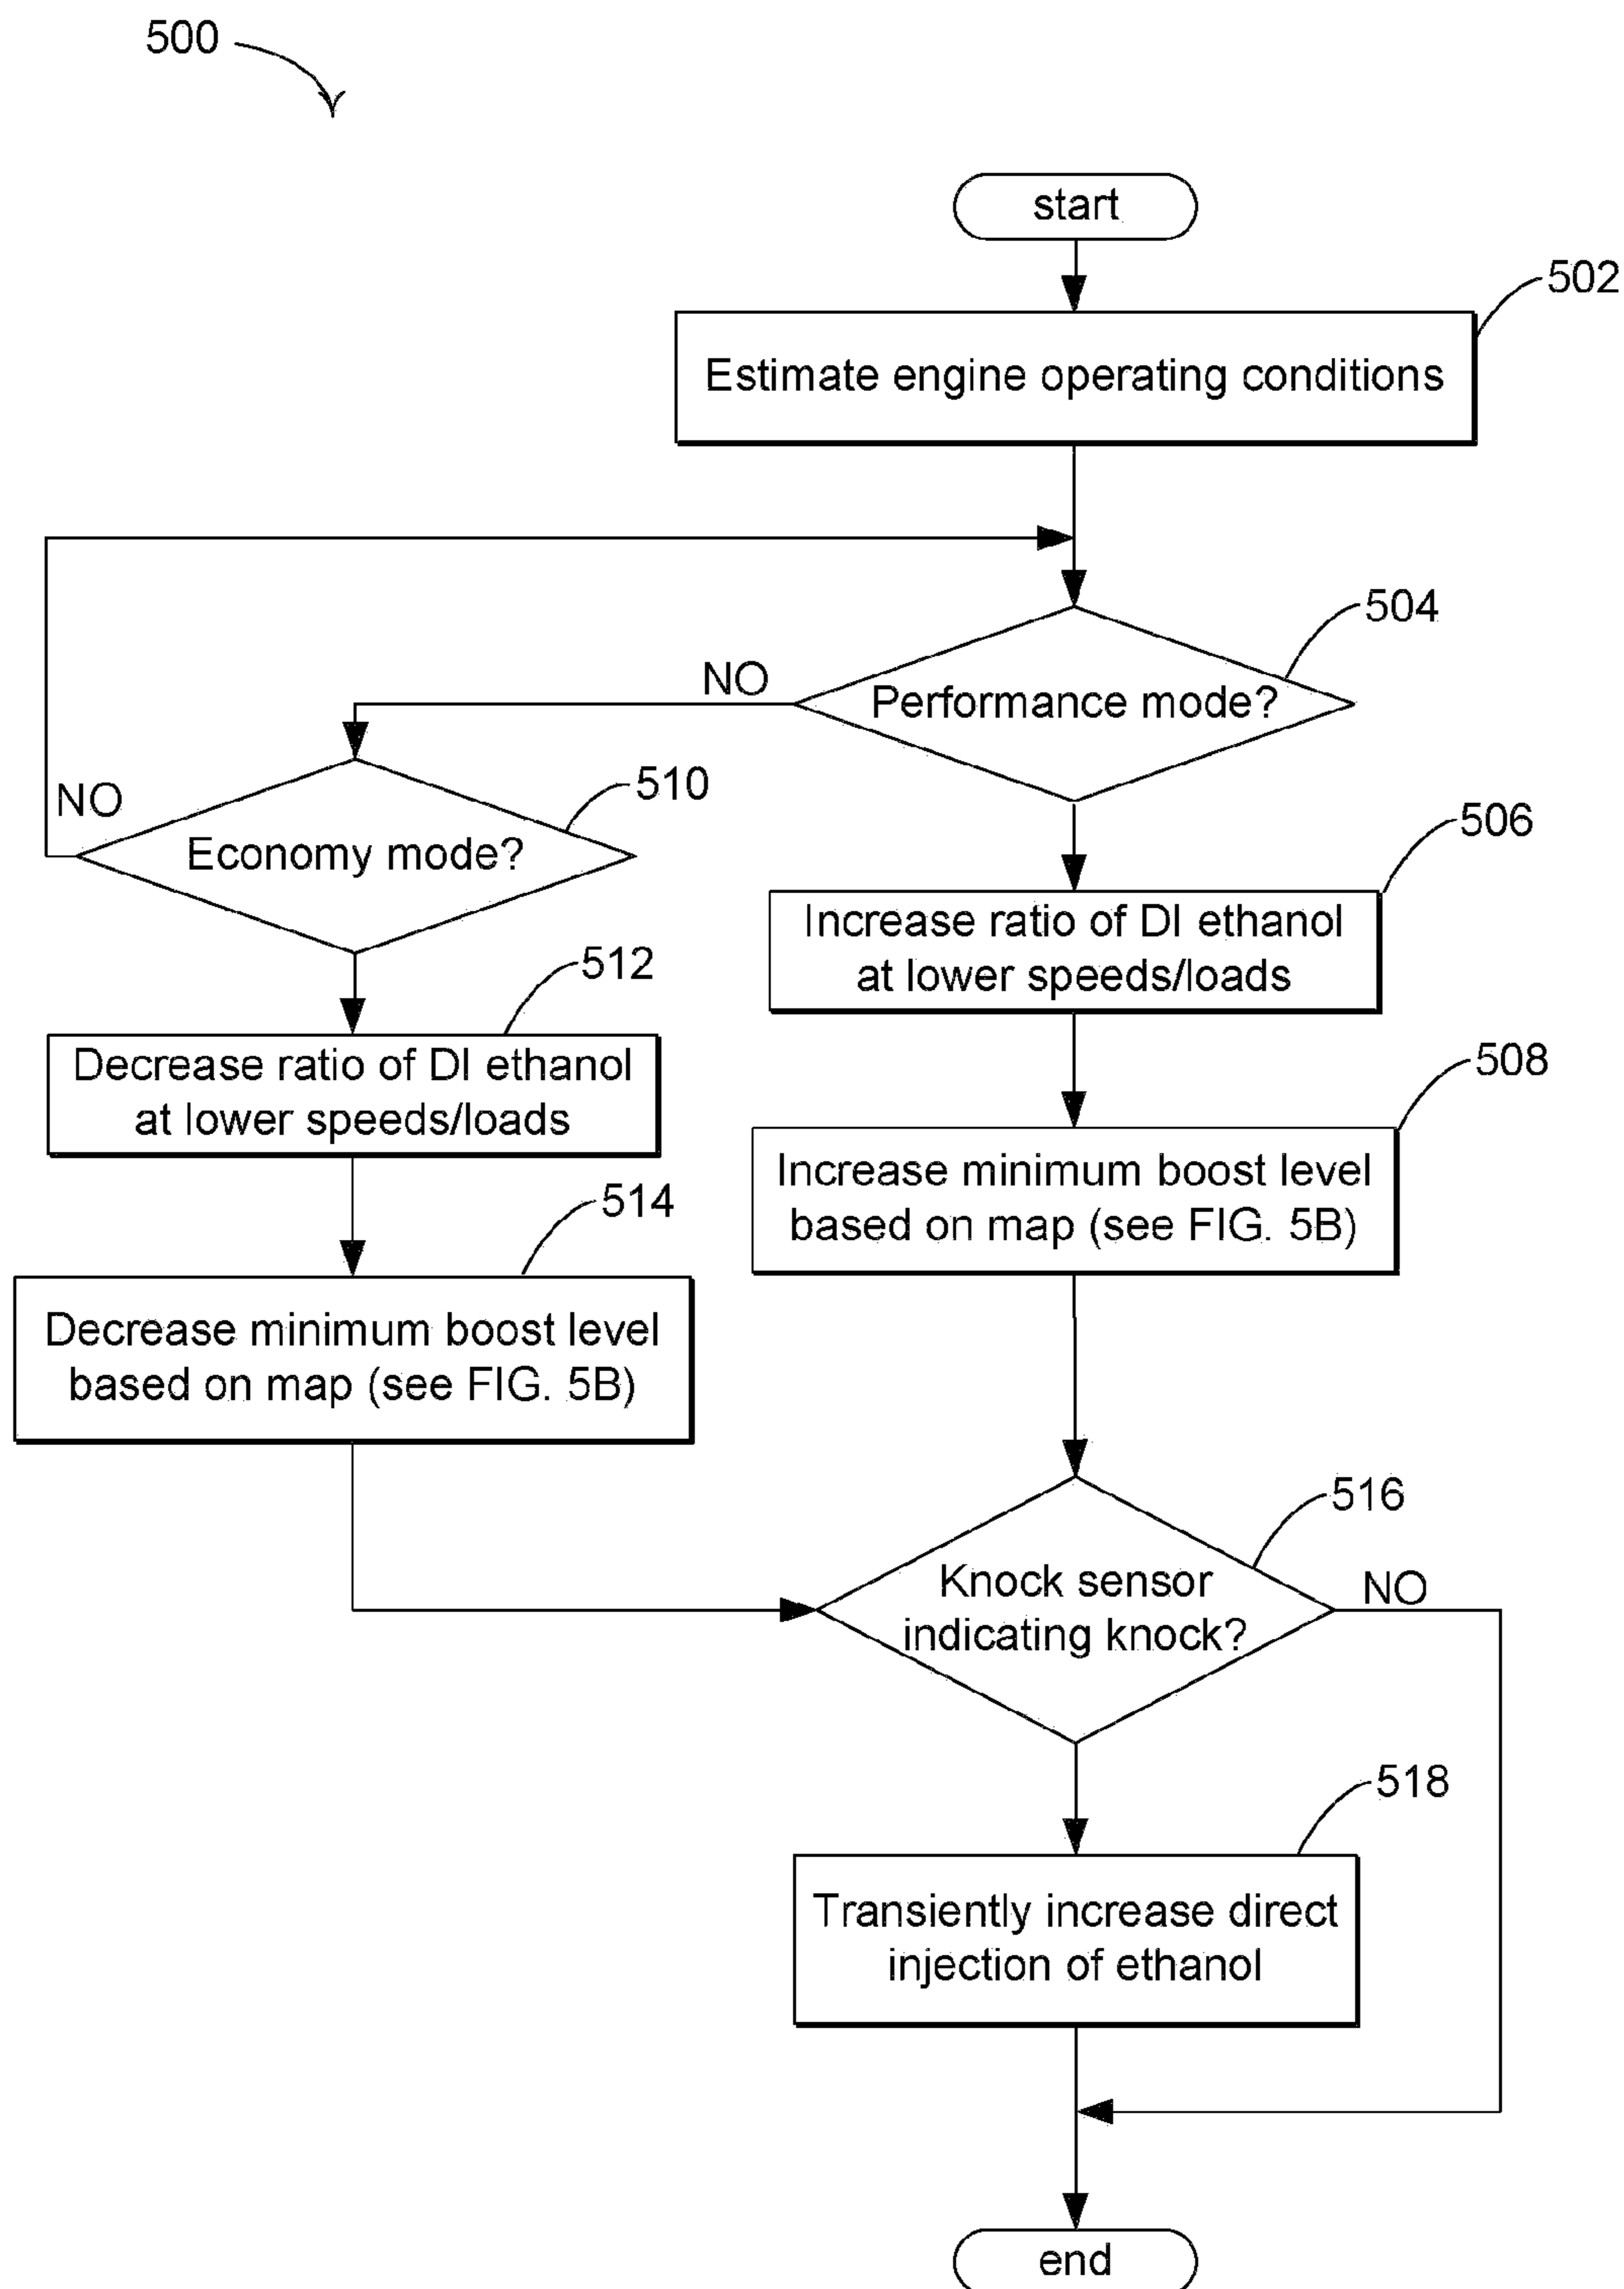 500
start
502
Estimate engine operating conditions
504
NO
Performance mode?
510
NO
Economy mode?
506
Increase ratio of DI ethanol
at lower speeds/loads
512
Decrease ratio of DI ethanol
at lower speeds/loads
508
Increase minimum boost level
based on map (see FIG. 5B)
514
Decrease minimum boost level
based on map (see FIG. 5B)
516
Knock sensor
indicating knock?
NO
518
Transiently increase direct
injection of ethanol
end